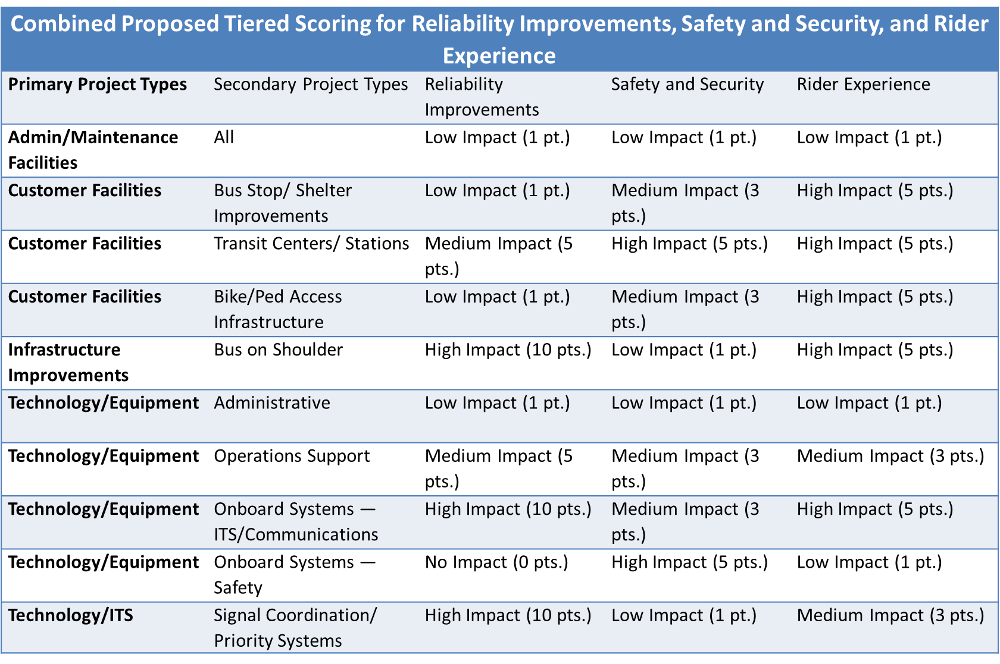 Combined Proposed Tiered Scoring for Reliability Improvements, Safety and Security, and Rider
Experience
Primary Project Types Secondary Project Types Reliability Safety and Security Rider Experience
Improvements
Admin/Maintenance All Low Impact (1 pt.) Low Impact (1 pt.) Low Impact (1 pt.)
Facilities
Customer Facilities Bus Stop/ Shelter Low Impact (1 pt.) Medium Impact (3 High Impact (5 pts.)
Improvements pts.)
Customer Facilities Transit Centers/ Stations Medium Impact (5 High Impact (5 pts.) High Impact (5 pts.)
pts.)
Customer Facilities Bike/Ped Access Low Impact (1 pt.) Medium Impact (3 High Impact (5 pts.)
Infrastructure pts.)
Infrastructure Bus on Shoulder High Impact (10 pts.) Low Impact (1 pt.) High Impact (5 pts.)
Improvements
Technology/Equipment Administrative Low Impact (1 pt.) Low Impact (1 pt.) Low Impact (1 pt.)
Technology/Equipment Operations Support Medium Impact (5 Medium Impact (3 Medium Impact (3 pts.)
pts.) pts.)
Technology/Equipment Onboard Systems — High Impact (10 pts.) Medium Impact (3 High Impact (5 pts.)
ITS/Communications pts.)
Technology/Equipment Onboard Systems — No Impact (0 pts.) High Impact (5 pts.) Low Impact (1 pt.)
Safety
Technology/ITS Signal Coordination/ High Impact (10 pts.) Low Impact (1 pt.) Medium Impact (3 pts.)
Priority Systems